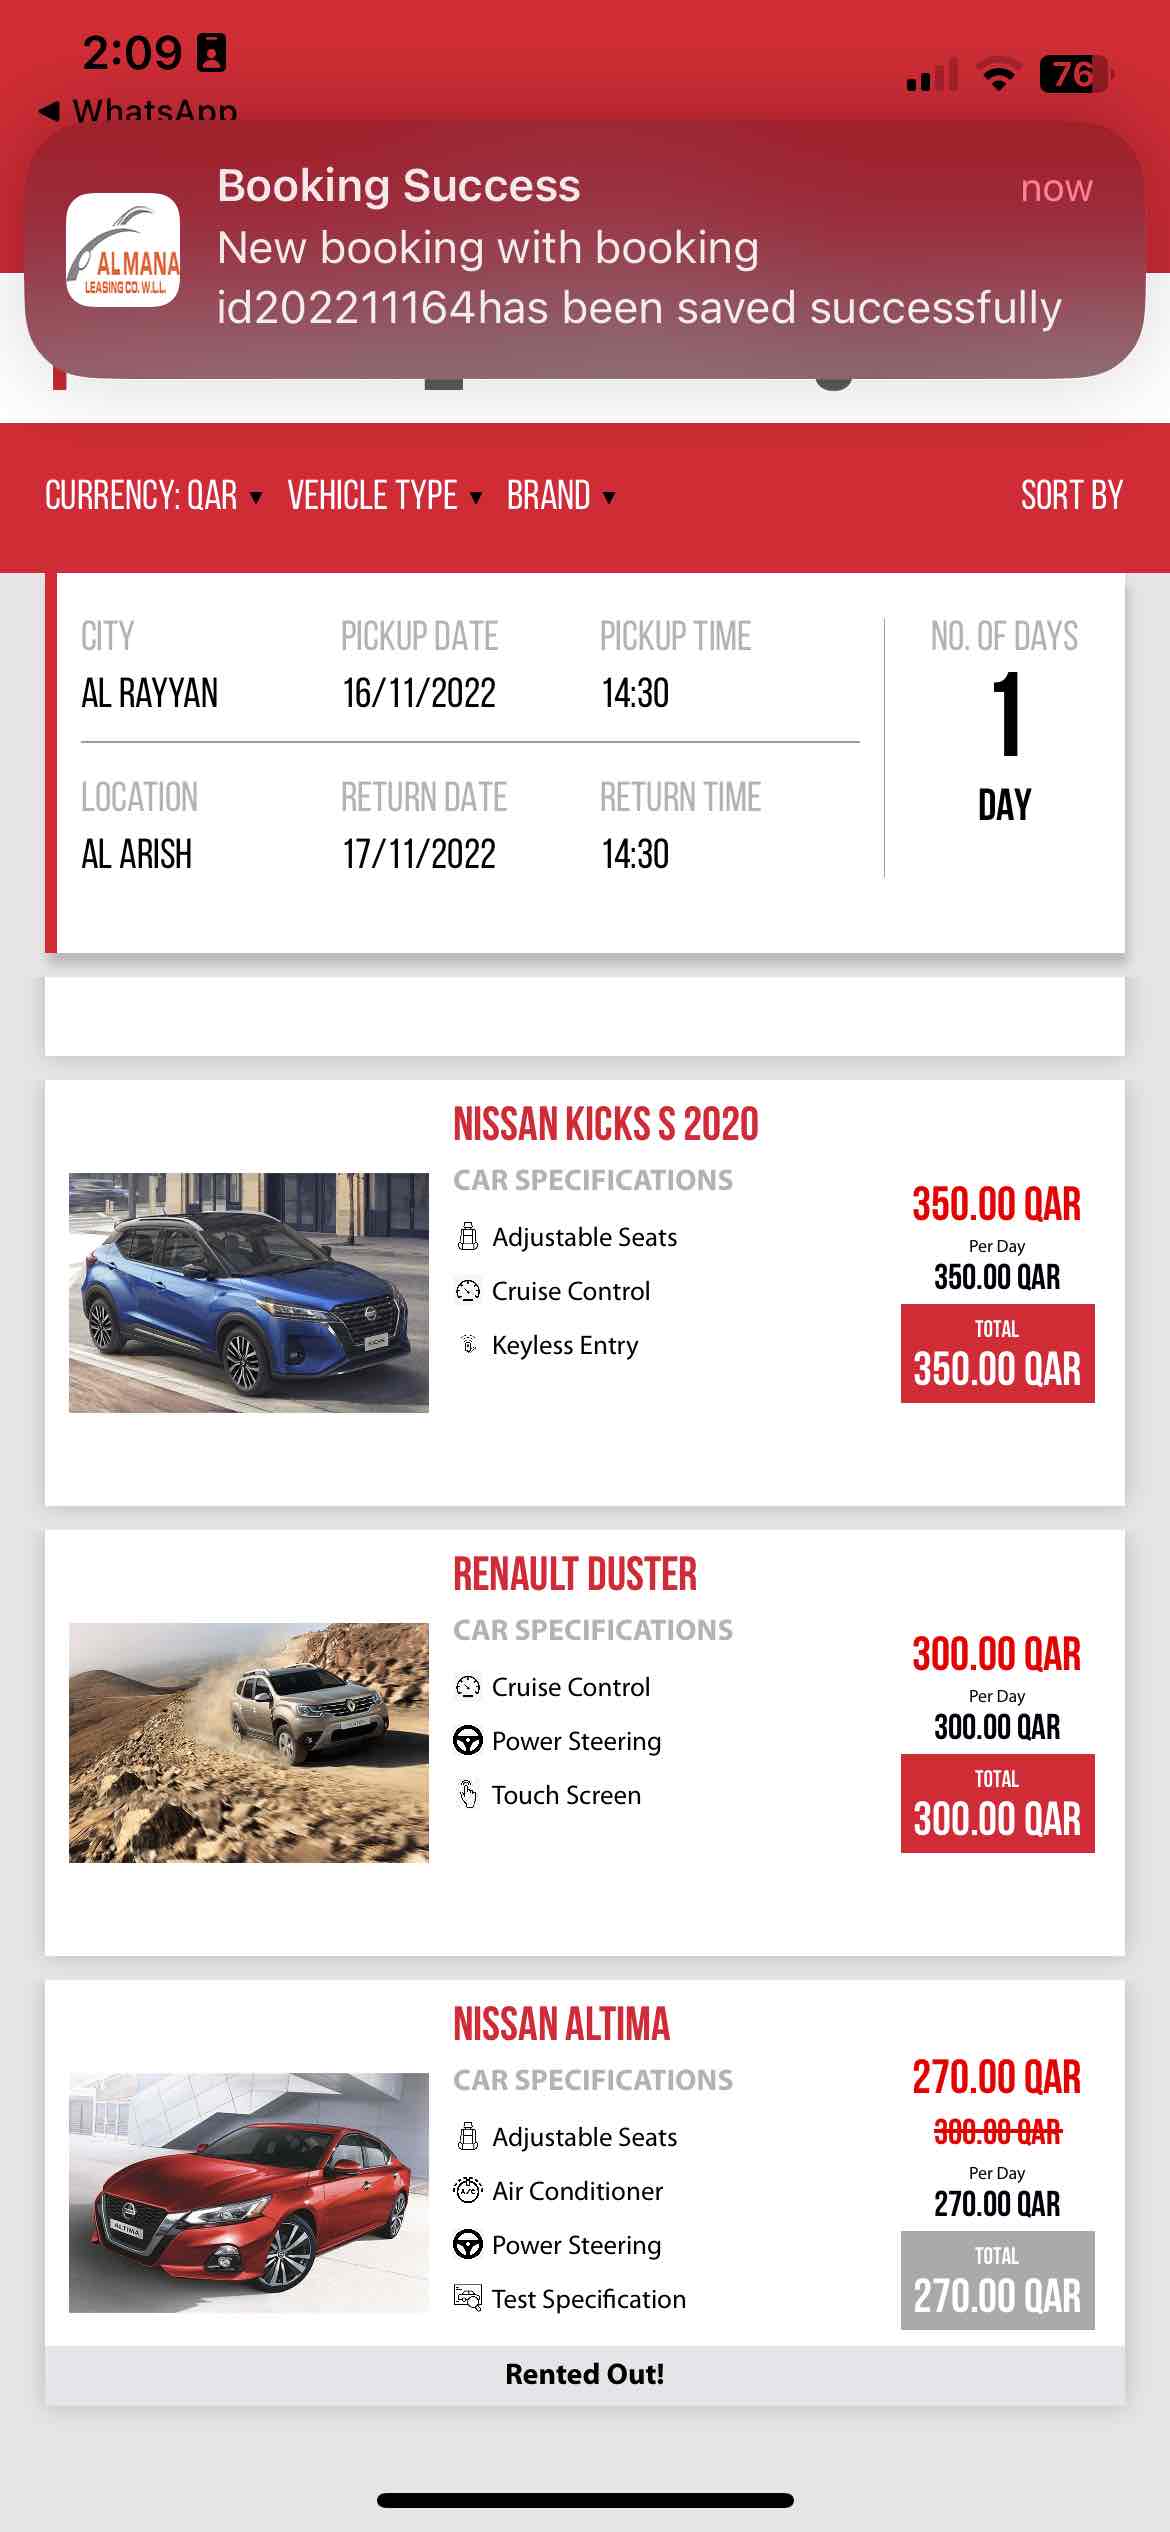 2:09
76
◀ WhatsApp
Booking Success
now
New booking with booking
id202211164has been saved successfully
ALMANA
LEASING CO. W.L.L.
CURRENCY: QAR ▼ VEHICLE TYPE ▼ BRAND ▼ SORT BY
CITY PICKUP DATE PICKUP TIME
AL RAYYAN 16/11/2022 14:30
LOCATION RETURN DATE RETURN TIME
AL ARISH 17/11/2022 14:30
NO. OF DAYS
1
DAY
NISSAN KICKS S 2020
CAR SPECIFICATIONS
Adjustable Seats
Cruise Control
Keyless Entry
350.00 QAR
Per Day
350.00 QAR
TOTAL
350.00 QAR
RENAULT DUSTER
CAR SPECIFICATIONS
Cruise Control
Power Steering
Touch Screen
300.00 QAR
Per Day
300.00 QAR
TOTAL
300.00 QAR
NISSAN ALTIMA
CAR SPECIFICATIONS
Adjustable Seats
A/C
Air Conditioner
Power Steering
Test Specification
ALTIMA
270.00 QAR
300.00 QAR
Per Day
270.00 QAR
TOTAL
270.00 QAR
Rented Out!